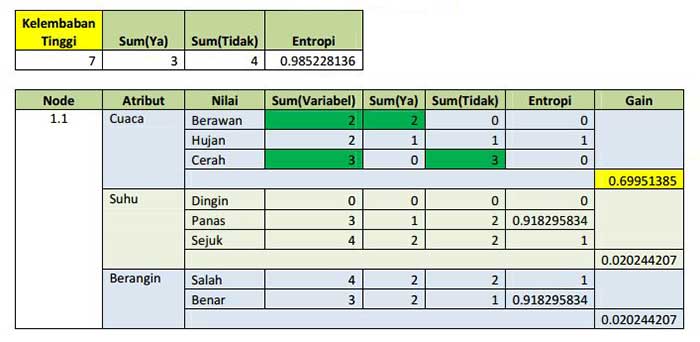 Kelembaban Tinggi Sum(Ya) Sum(Tidak) Entropi
7 3 4 0.985228136
Node Atribut Nilai Sum(Variabel) Sum(Ya) Sum(Tidak) Entropi Gain
1.1 Cuaca Berawan 2 2 0 0
Hujan 2 1 1 1
Cerah 3 0 3 0
0.69951385
Suhu Dingin 0 0 0 0
Panas 3 1 2 0.918295834
Sejuk 4 2 2 1
0.020244207
Berangin Salah 4 2 2 1
Benar 3 2 1 0.918295834
0.020244207